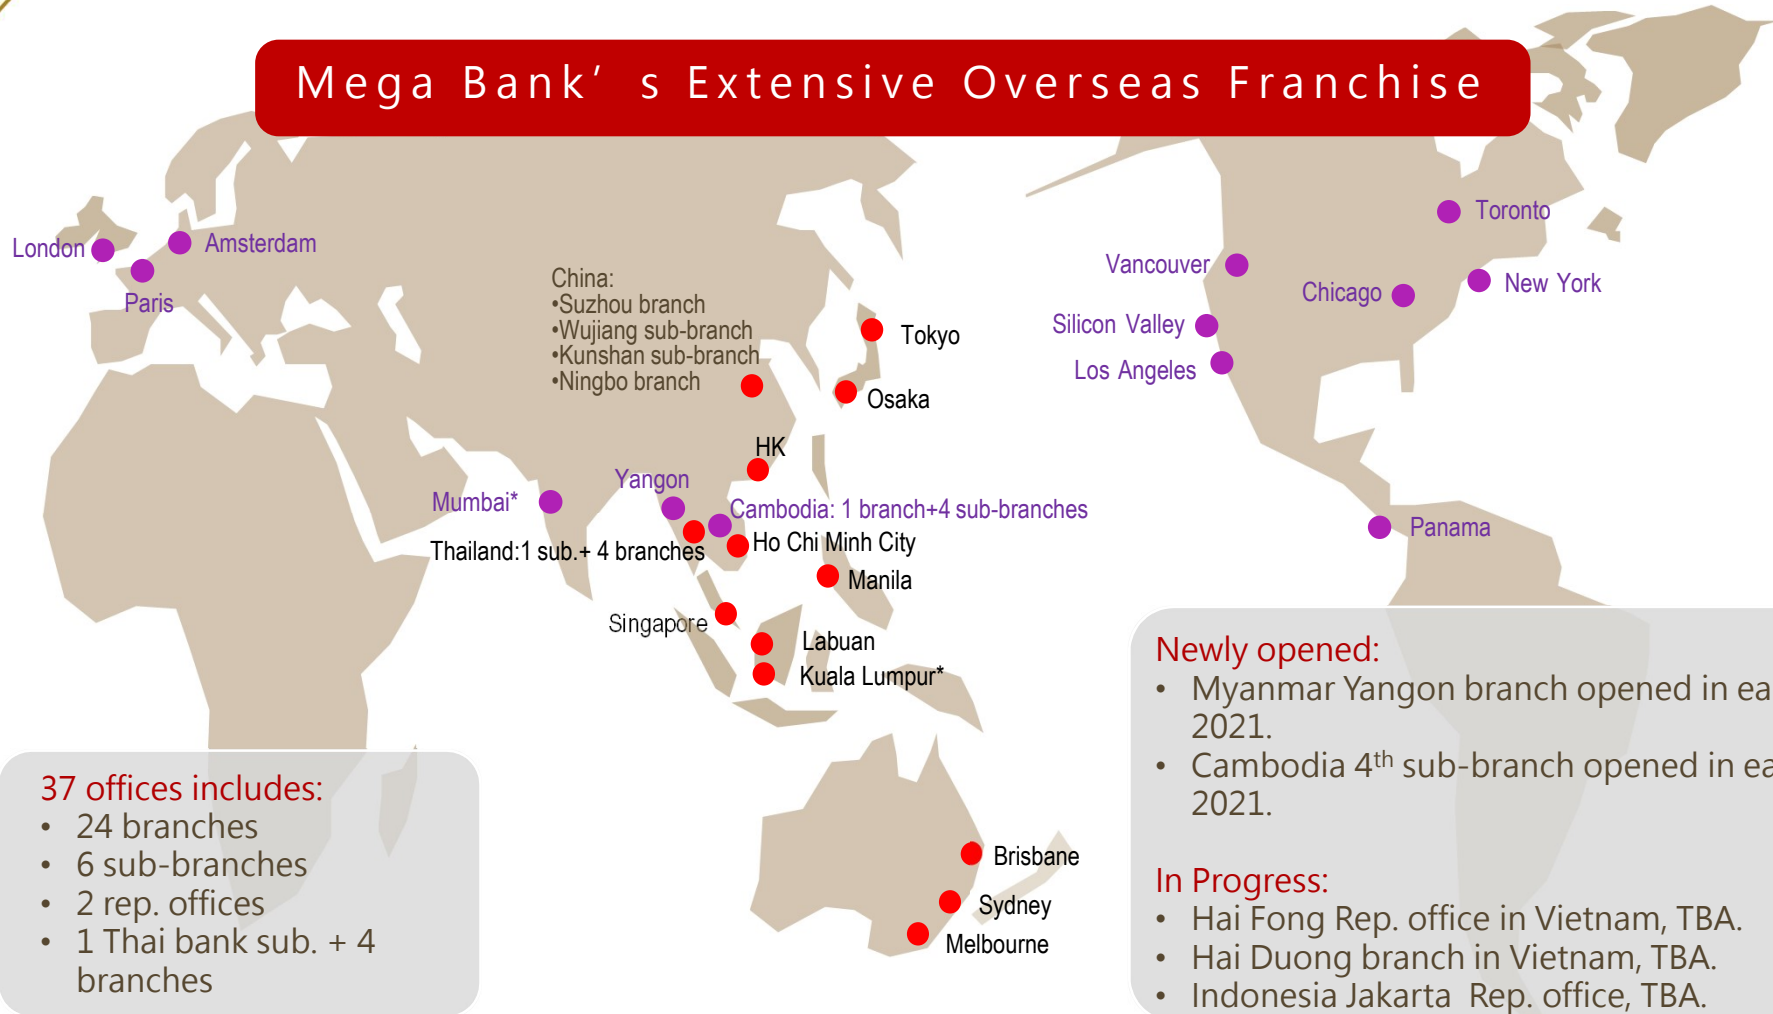 Mega Bank’s Extensive Overseas Franchise
London
Amsterdam
Paris
China:
•Suzhou branch
•Wujiang sub-branch
•Kunshan sub-branch
•Ningbo branch
Tokyo
Osaka
HK
Yangon
Mumbai*
Cambodia: 1 branch+4 sub-branches
Thailand:1 sub.+ 4 branches
Ho Chi Minh City
Manila
Singapore
Labuan
Kuala Lumpur*
Brisbane
Sydney
Melbourne
Toronto
Vancouver
Chicago
New York
Silicon Valley
Los Angeles
Panama
37 offices includes:
• 24 branches
• 6 sub-branches
• 2 rep. offices
• 1 Thai bank sub. + 4
branches
Newly opened:
• Myanmar Yangon branch opened in ea
2021.
• Cambodia 4th sub-branch opened in ea
2021.
In Progress:
• Hai Fong Rep. office in Vietnam, TBA.
• Hai Duong branch in Vietnam, TBA.
• Indonesia Jakarta Rep. office, TBA.